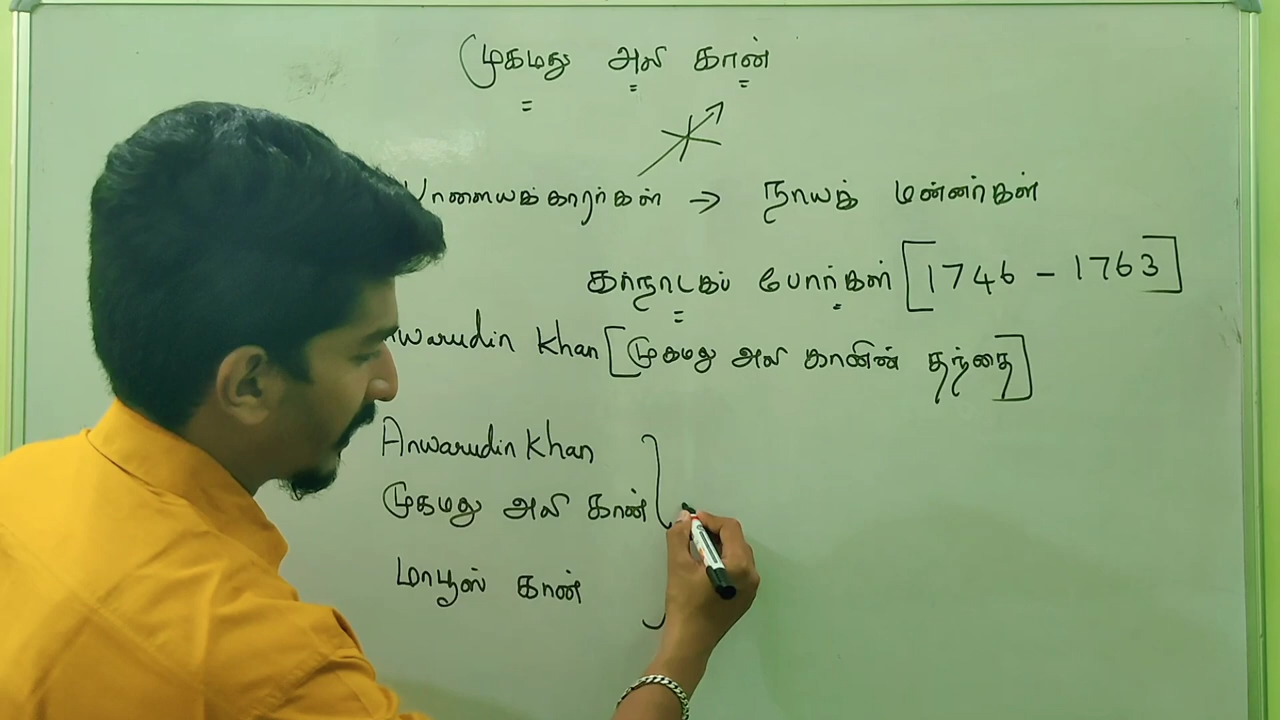 முகமது அலி கான்
பாளையக்காரர்கள் → நாயக் மன்னர்கள்
கர்நாடகப் போர்கள் [1746 - 1763]
Anwarudin Khan [முகமது அலி கானின் தந்தை]
Anwarudin Khan
முகமது அலி கான்
மாபூஸ் கான்